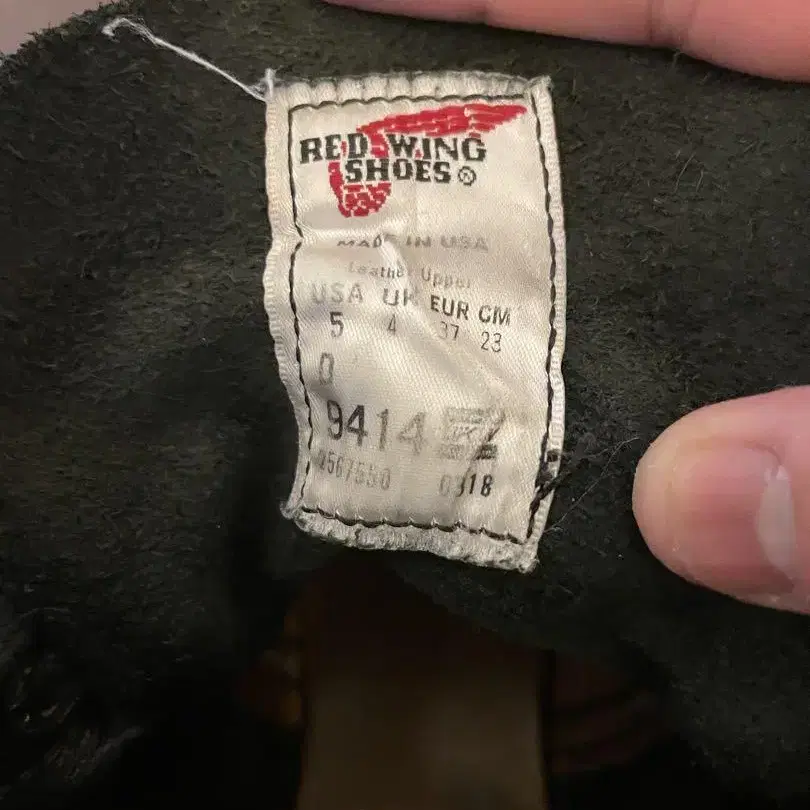 RED WING
SHOES®
MADE IN USA
Leather Upper
USA UK EUR CM
5 4 37 23
D
9414
0318